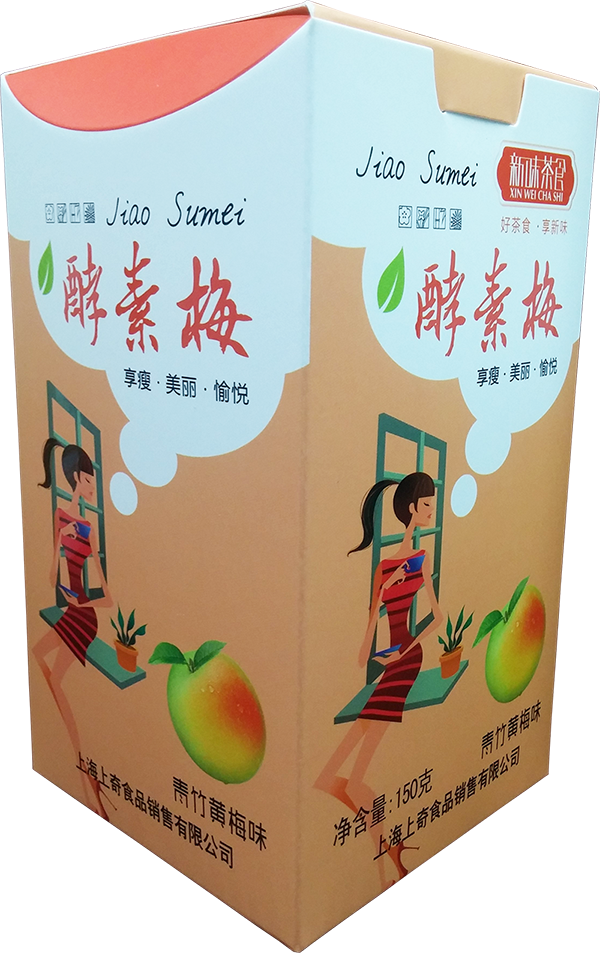 Jiao Sumei
酵素梅
享瘦·美丽·愉悦
青竹黄梅味
上海上奇食品销售有限公司
Jiao Sumei
新味茶食
XIN WEI CHA SHI
好茶食·享新味
酵素梅
享瘦·美丽·愉悦
青竹黄梅味
净含量:150克
上海上奇食品销售有限公司